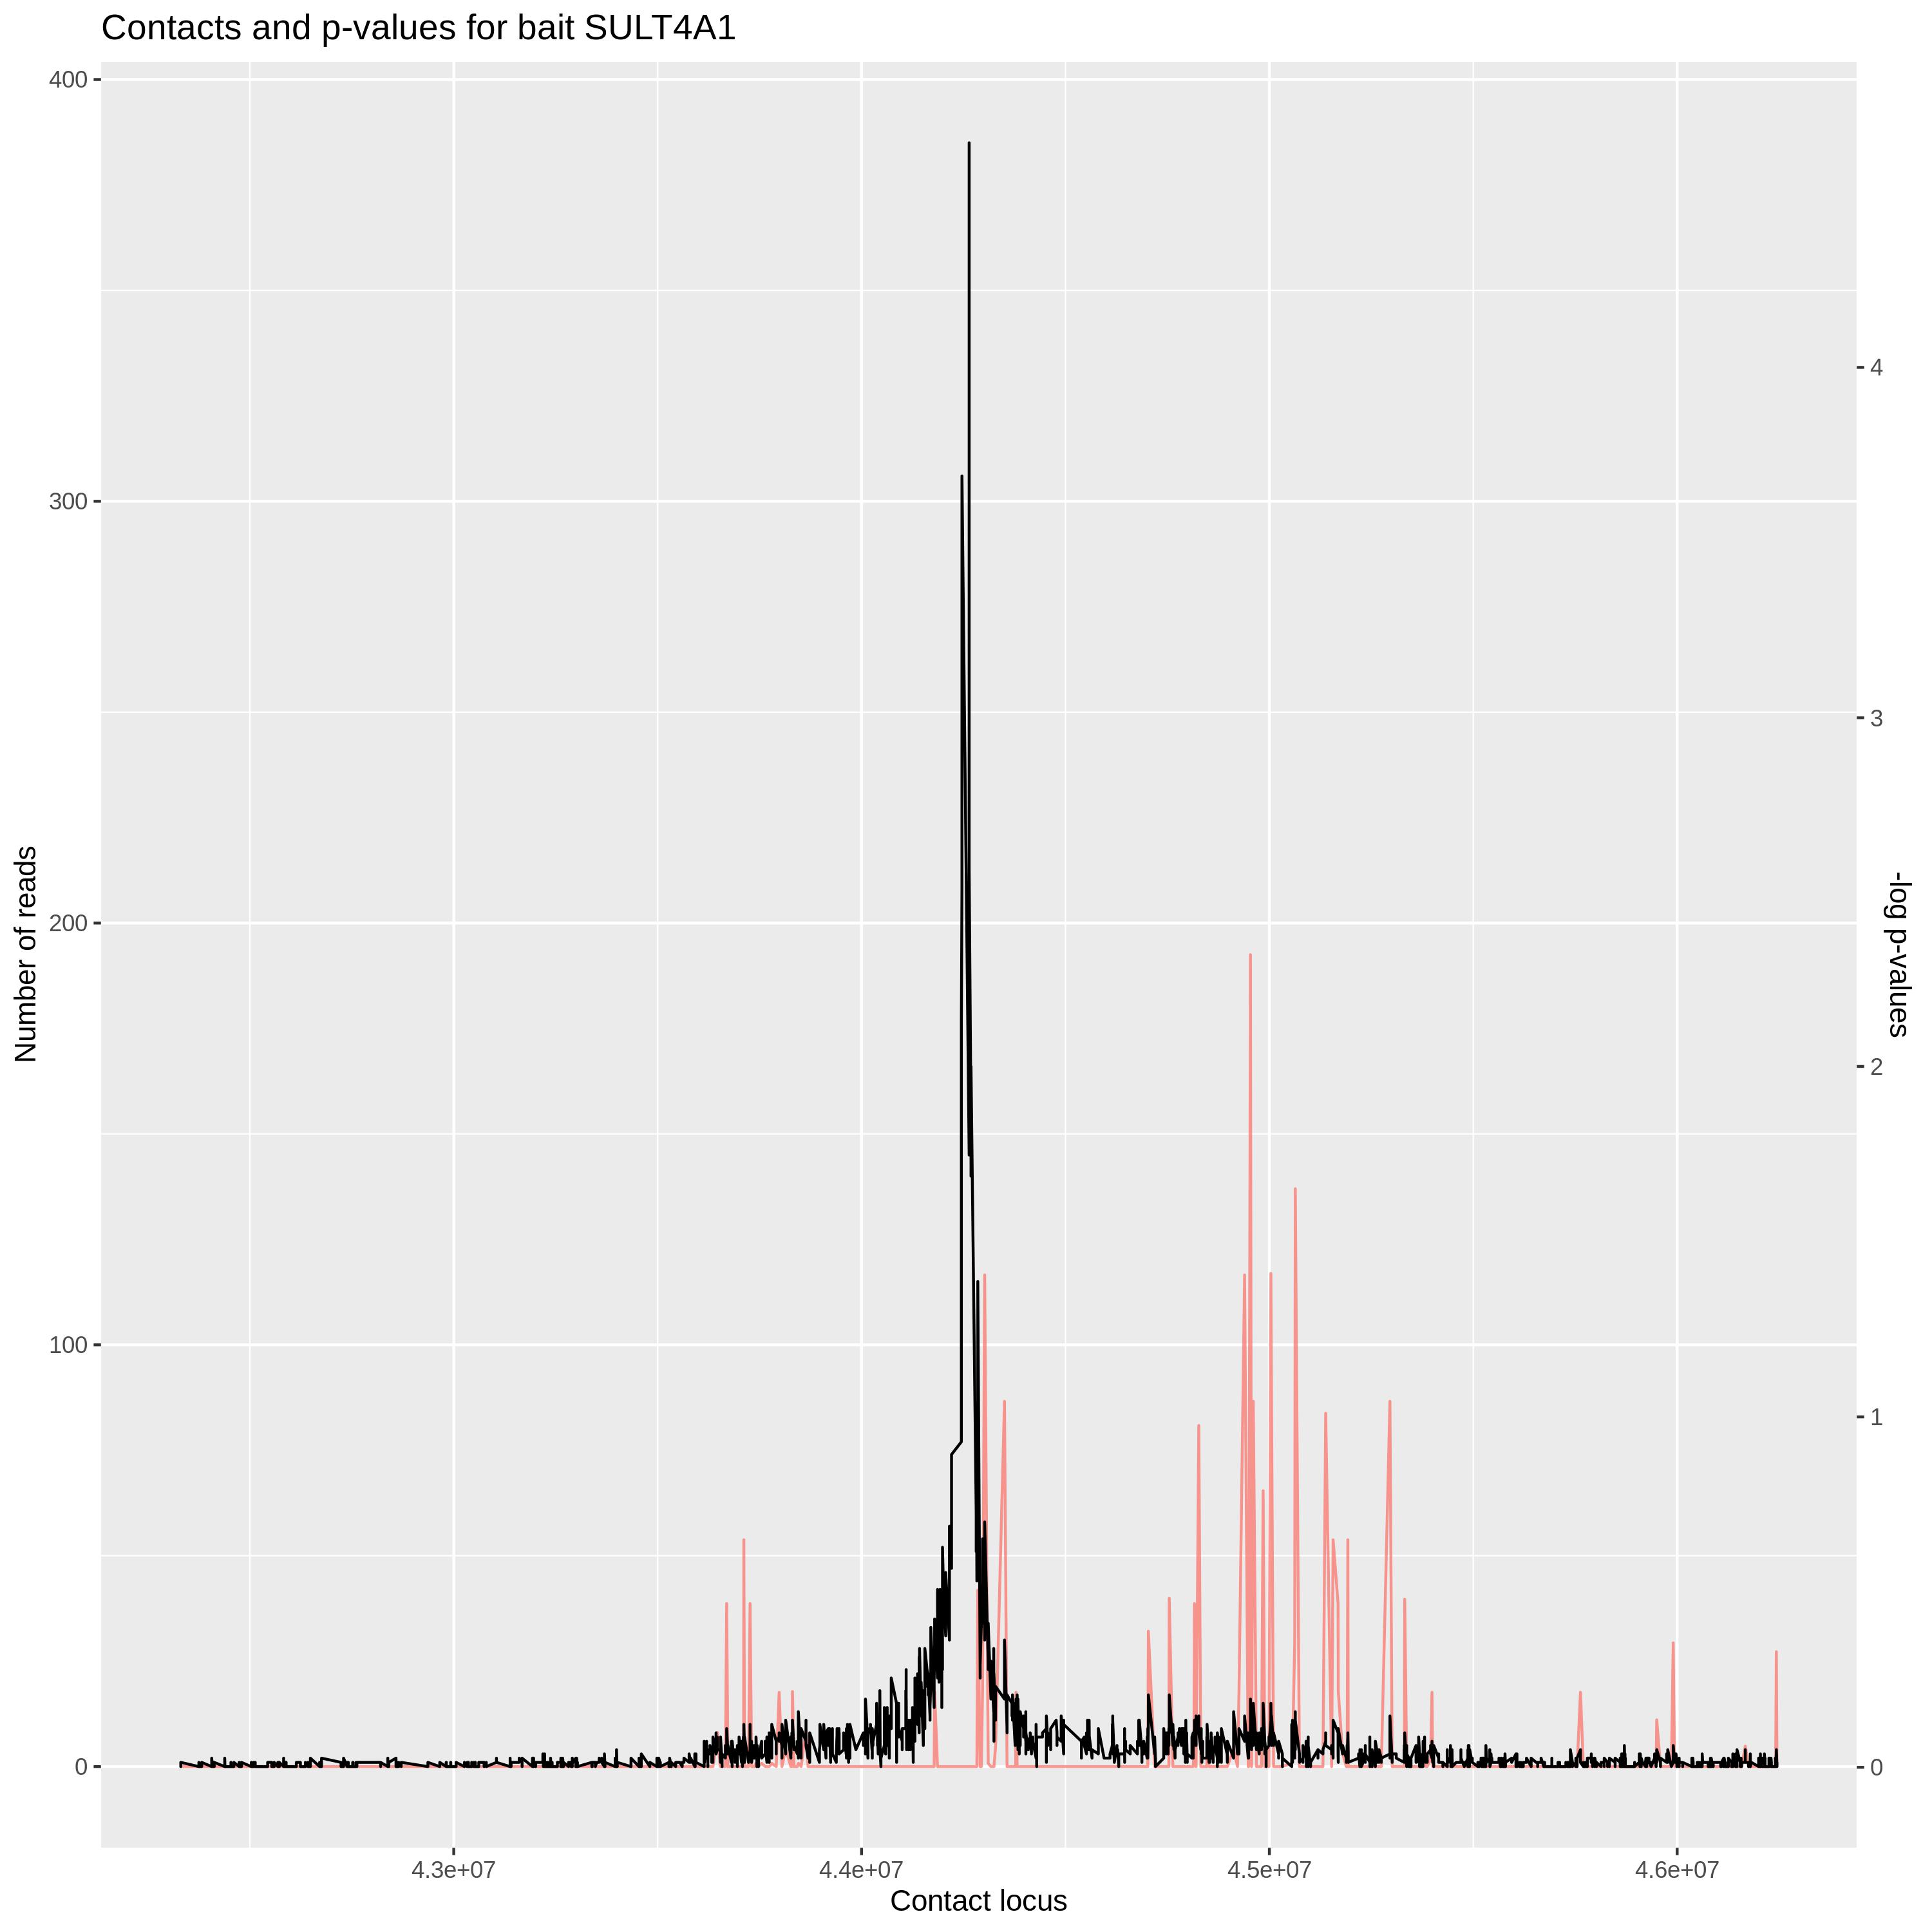 Contacts and p-values for bait SULT4A1
400
300
200
100
0
Number of reads
4
3
2
1
0
-log p-values
4.3e+07
4.4e+07
4.5e+07
4.6e+07
Contact locus